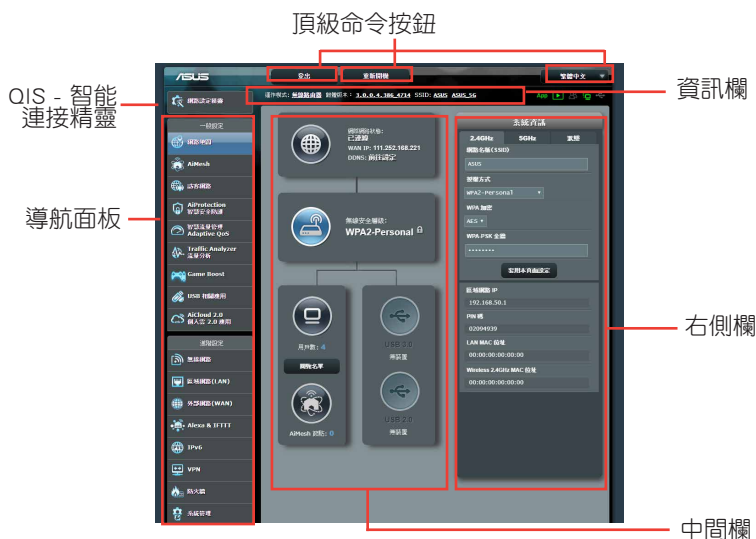 頂級命令按鈕
QIS - 智能
連接精靈
導航面板
資訊欄
右側欄
中間欄
ASUS
登出
重新開機
繁體中文
運作模式: 無線路由器 韌體版本: 3.0.0.4.386_4714 SSID: ASUS ASUS_5G
App
網路設定精靈
一般設定
網路地圖
AiMesh
訪客網路
AiProtection
智慧安全防護
智慧流量管理
Adaptive QoS
Traffic Analyzer
流量分析
Game Boost
USB 相關應用
AiCloud 2.0
個人雲 2.0 應用
進階設定
無線網路
區域網路(LAN)
外部網路(WAN)
Alexa & IFTTT
IPv6
VPN
防火牆
系統管理
網際網路狀態:
已連線
WAN IP: 111.252.168.221
DDNS: 前往設定
無線安全層級:
WPA2-Personal
用戶數: 4
開啟名單
AiMesh 節點: 0
USB 3.0
無裝置
USB 2.0
無裝置
系統資訊
2.4GHz
5GHz
狀態
網路名稱(SSID)
ASUS
授權方式
WPA2-Personal
WPA 加密
AES
WPA-PSK 金鑰
--------
套用本頁面設定
區域網路 IP
192.168.50.1
PIN 碼
02094939
LAN MAC 位址
00:00:00:00:00:00
Wireless 2.4GHz MAC 位址
00:00:00:00:00:00